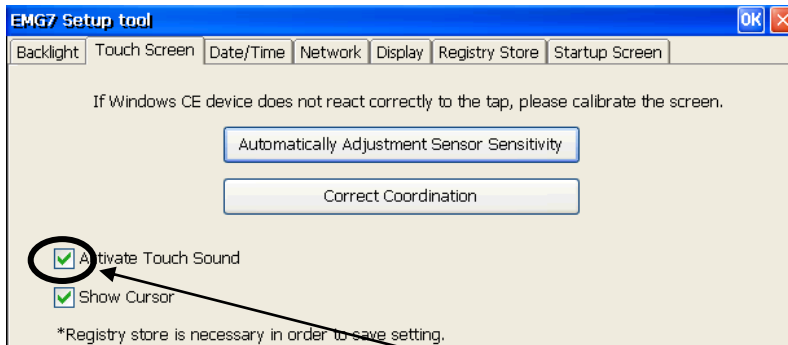 EMG7 Setup tool OK
Backlight Touch Screen Date/Time Network Display Registry Store Startup Screen
If Windows CE device does not react correctly to the tap, please calibrate the screen.
Automatically Adjustment Sensor Sensitivity
Correct Coordination
Activate Touch Sound
Show Cursor
*Registry store is necessary in order to save setting.